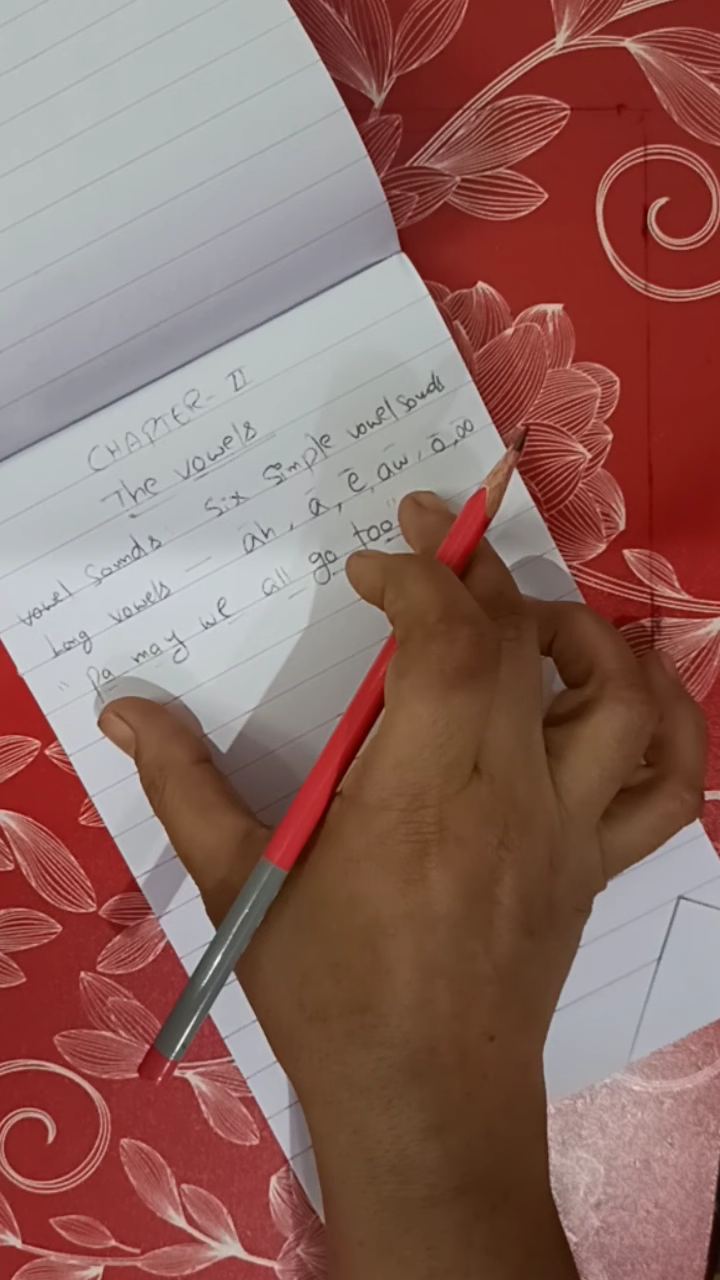 CHAPTER-II
The vowels
vowel sounds six simple vowel sounds
long vowels — ah, ā, ē, aw, ō, oo
"Pa may we all go too"